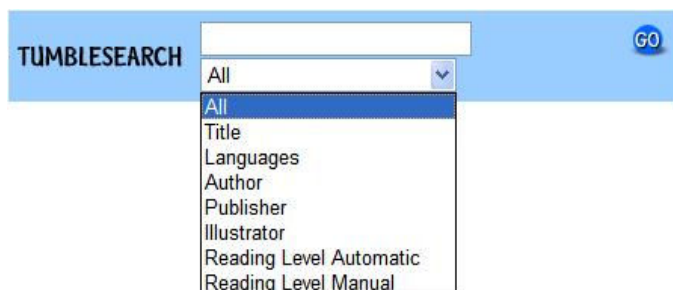 TUMBLESEARCH
GO
All
All
Title
Languages
Author
Publisher
Illustrator
Reading Level Automatic
Reading Level Manual